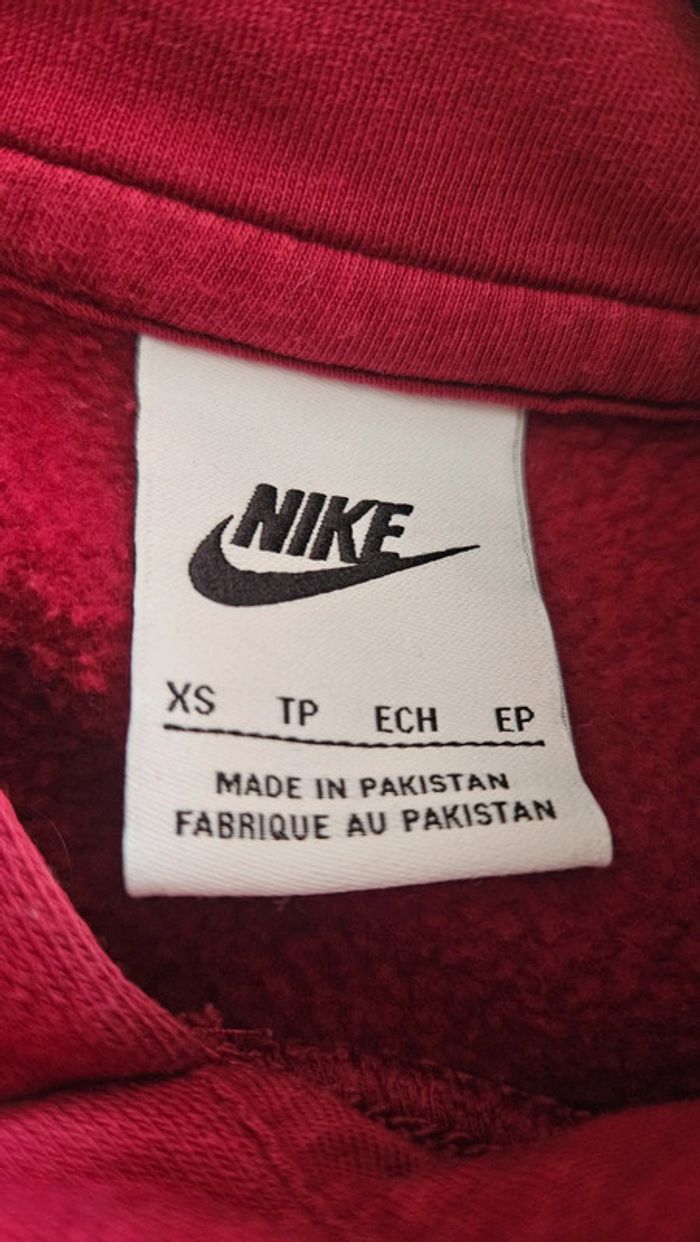 NIKE
XS TP ECH EP
MADE IN PAKISTAN
FABRIQUE AU PAKISTAN